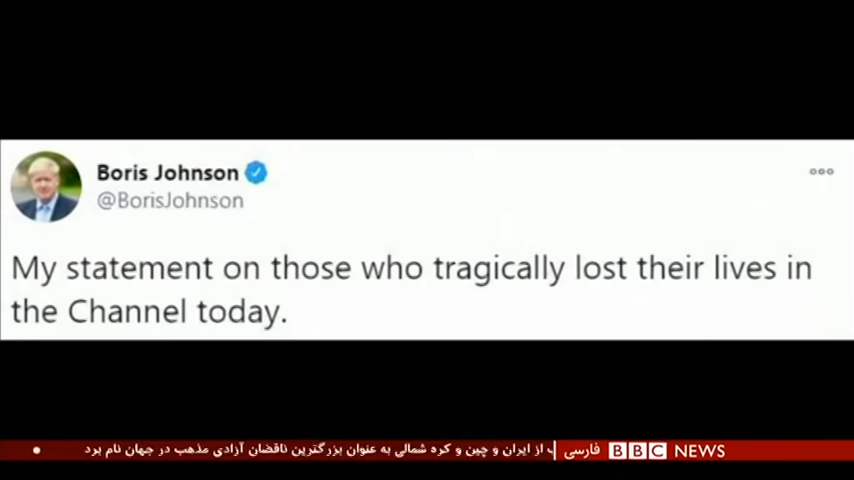 Boris Johnson
@BorisJohnson
My statement on those who tragically lost their lives in
the Channel today.
از ایران و چین و کره شمالی به عنوان بزرگترین ناقضان آزادی مذهب در جهان نام برد
فارسی BBC NEWS